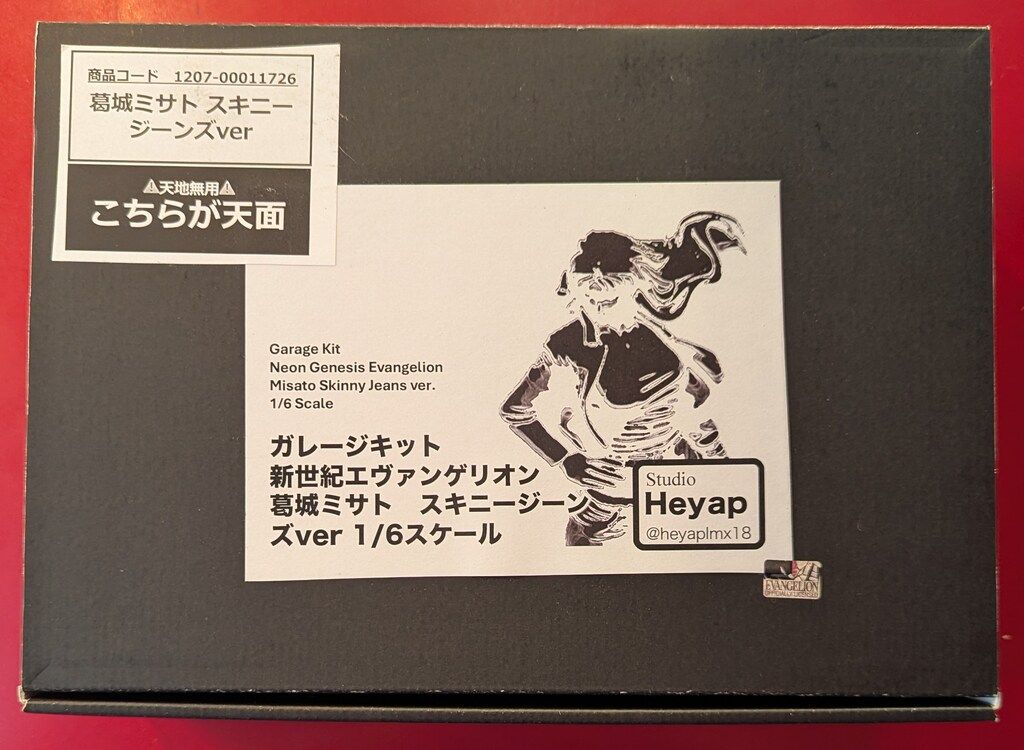 商品コード 1207-00011726
葛城ミサト スキニー
ジーンズver
⚠天地無用⚠
こちらが天面
Garage Kit
Neon Genesis Evangelion
Misato Skinny Jeans ver.
1/6 Scale
ガレージキット
新世紀エヴァンゲリオン
葛城ミサト　スキニージーン
ズver 1/6スケール
Studio
Heyap
@heyaplmx18
EVANGELION
OFFICIALLY LICENSED